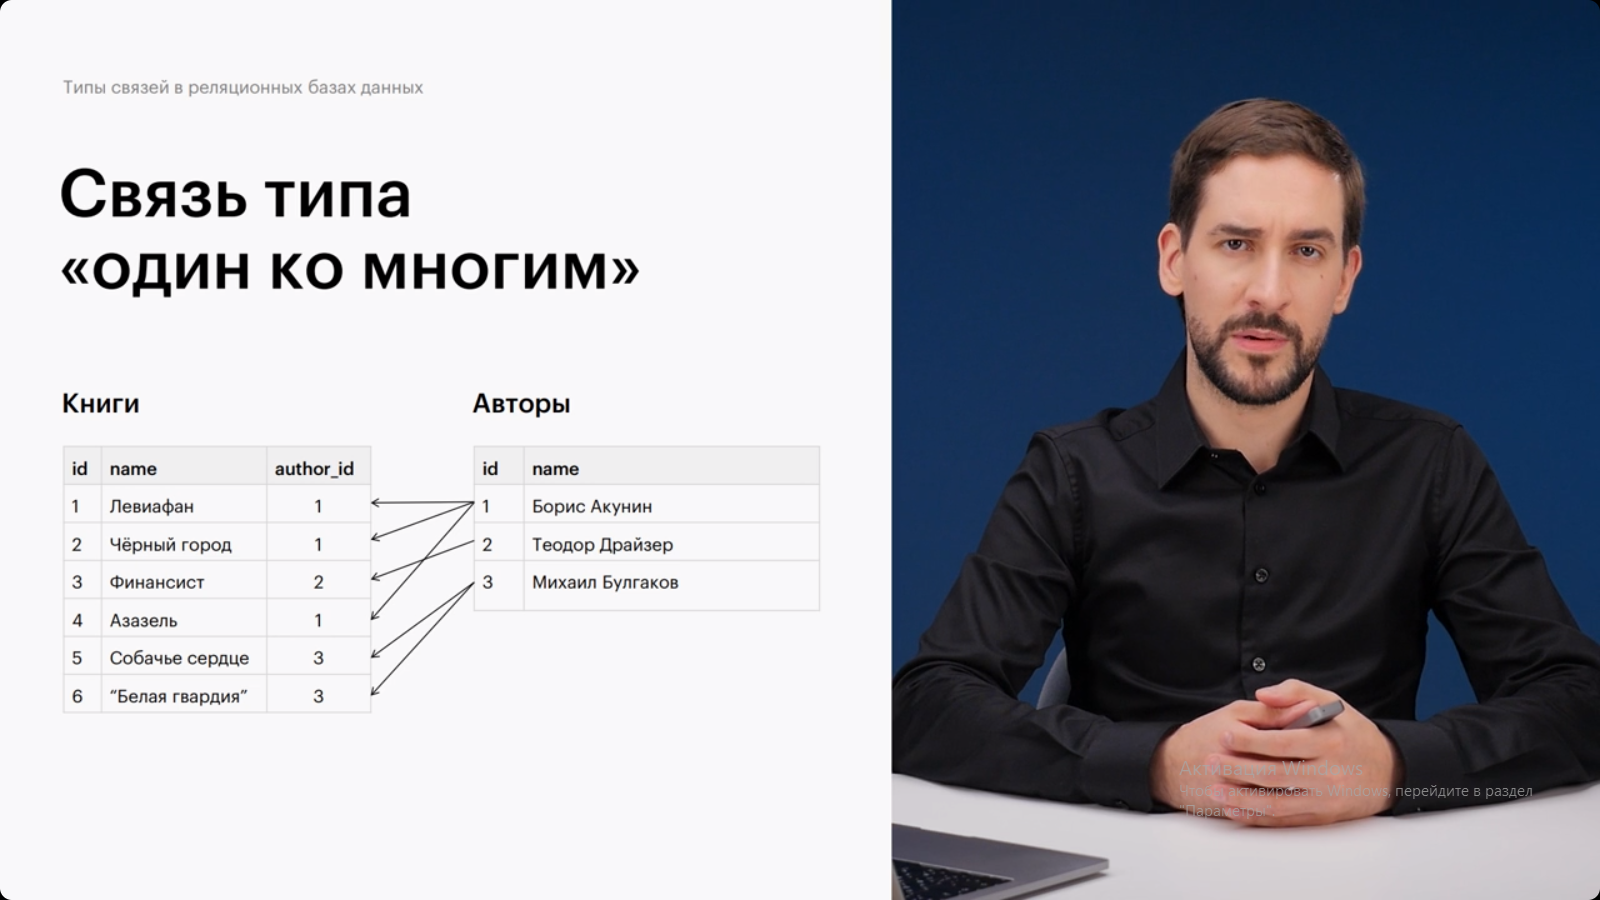 Типы связей в реляционных базах данных
Связь типа
«один ко многим»
Книги
id name author_id
1 Левиафан 1
2 Чёрный город 1
3 Финансист 2
4 Азазель 1
5 Собачье сердце 3
6 “Белая гвардия” 3
Авторы
id name
1 Борис Акунин
2 Теодор Драйзер
3 Михаил Булгаков
Активация Windows
Чтобы активировать Windows, перейдите в раздел
"Параметры".